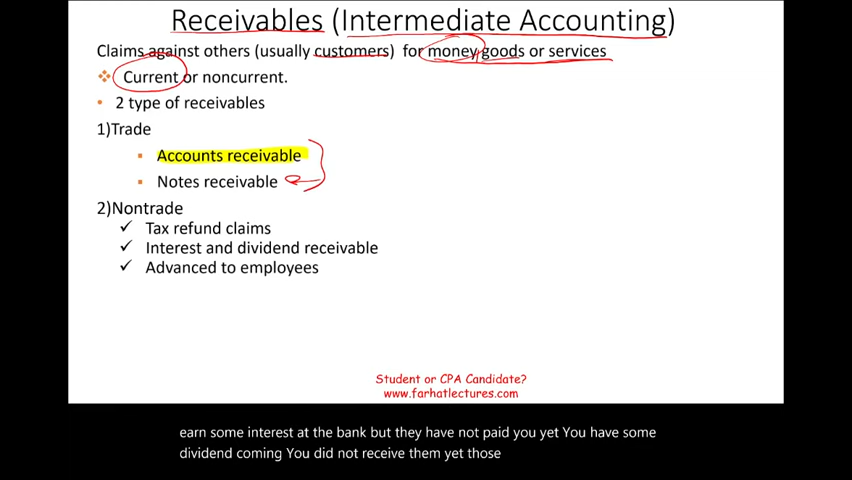 Receivables (Intermediate Accounting)
Claims against others (usually customers) for money goods or services
❖ Current or noncurrent.
• 2 type of receivables
1)Trade
▪ Accounts receivable
▪ Notes receivable
2)Nontrade
✓ Tax refund claims
✓ Interest and dividend receivable
✓ Advanced to employees
Student or CPA Candidate?
www.farhatlectures.com
earn some interest at the bank but they have not paid you yet You have some
dividend coming You did not receive them yet those